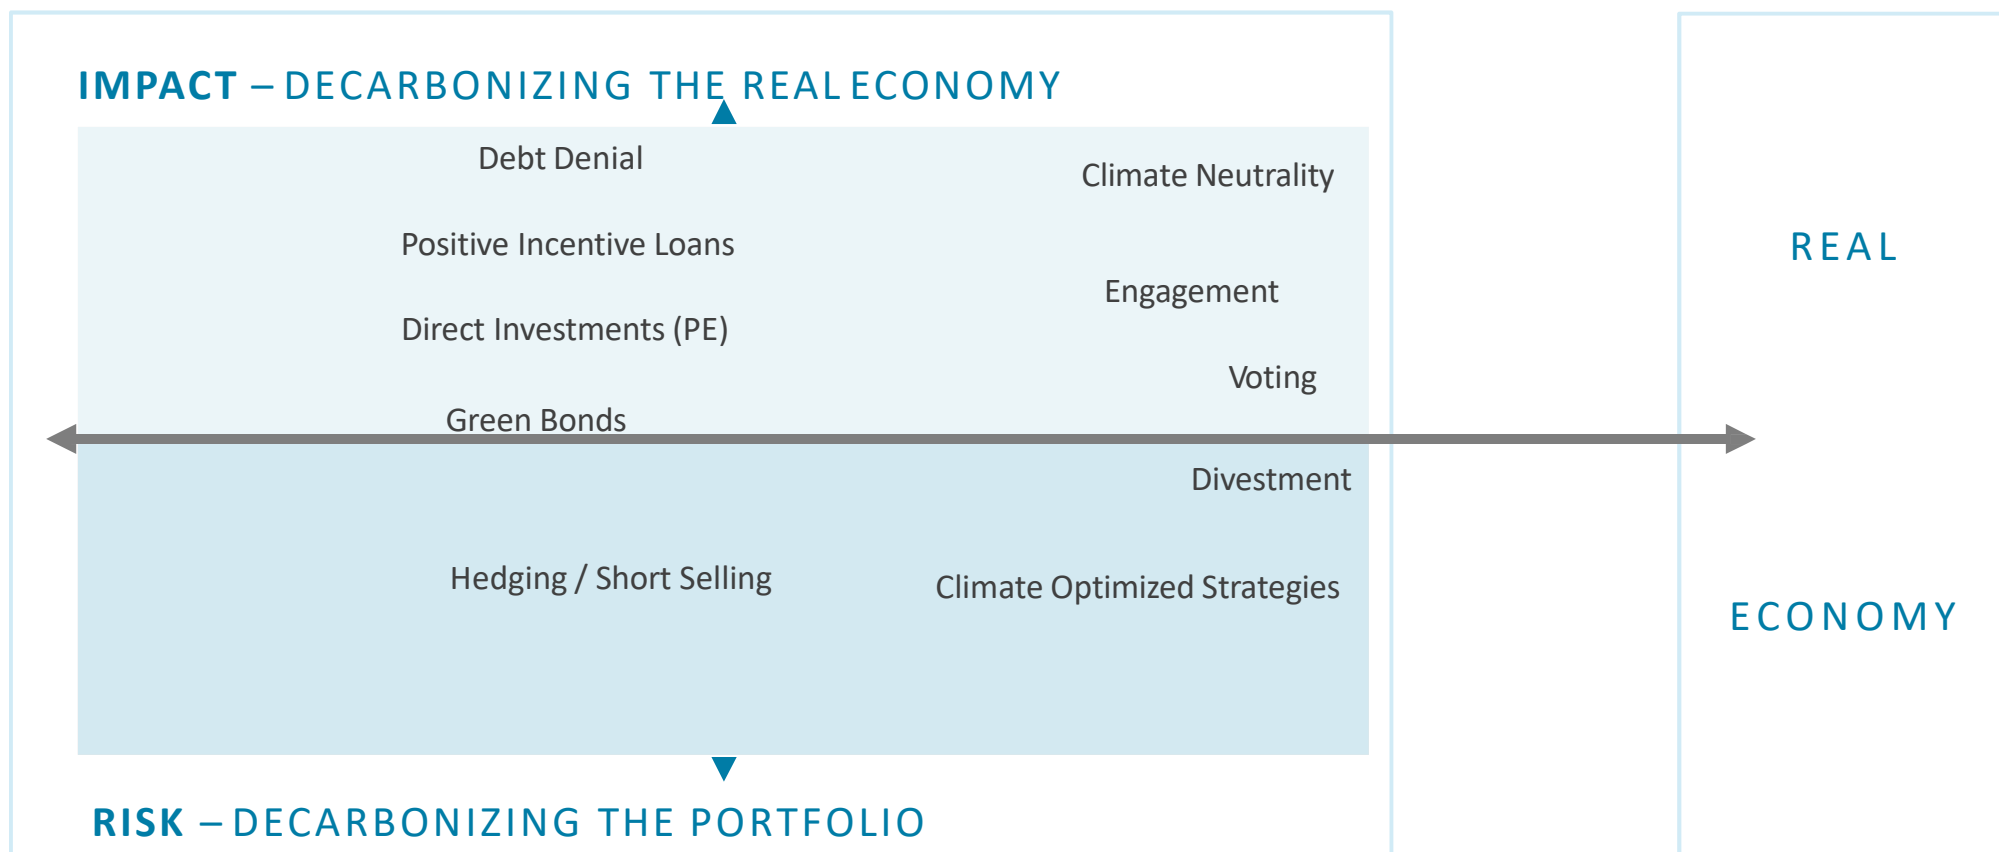 IMPACT – DECARBONIZING THE REAL ECONOMY
Debt Denial
Climate Neutrality
Positive Incentive Loans
Engagement
Direct Investments (PE)
Voting
Green Bonds
Divestment
Hedging / Short Selling
Climate Optimized Strategies
RISK – DECARBONIZING THE PORTFOLIO
REAL
ECONOMY